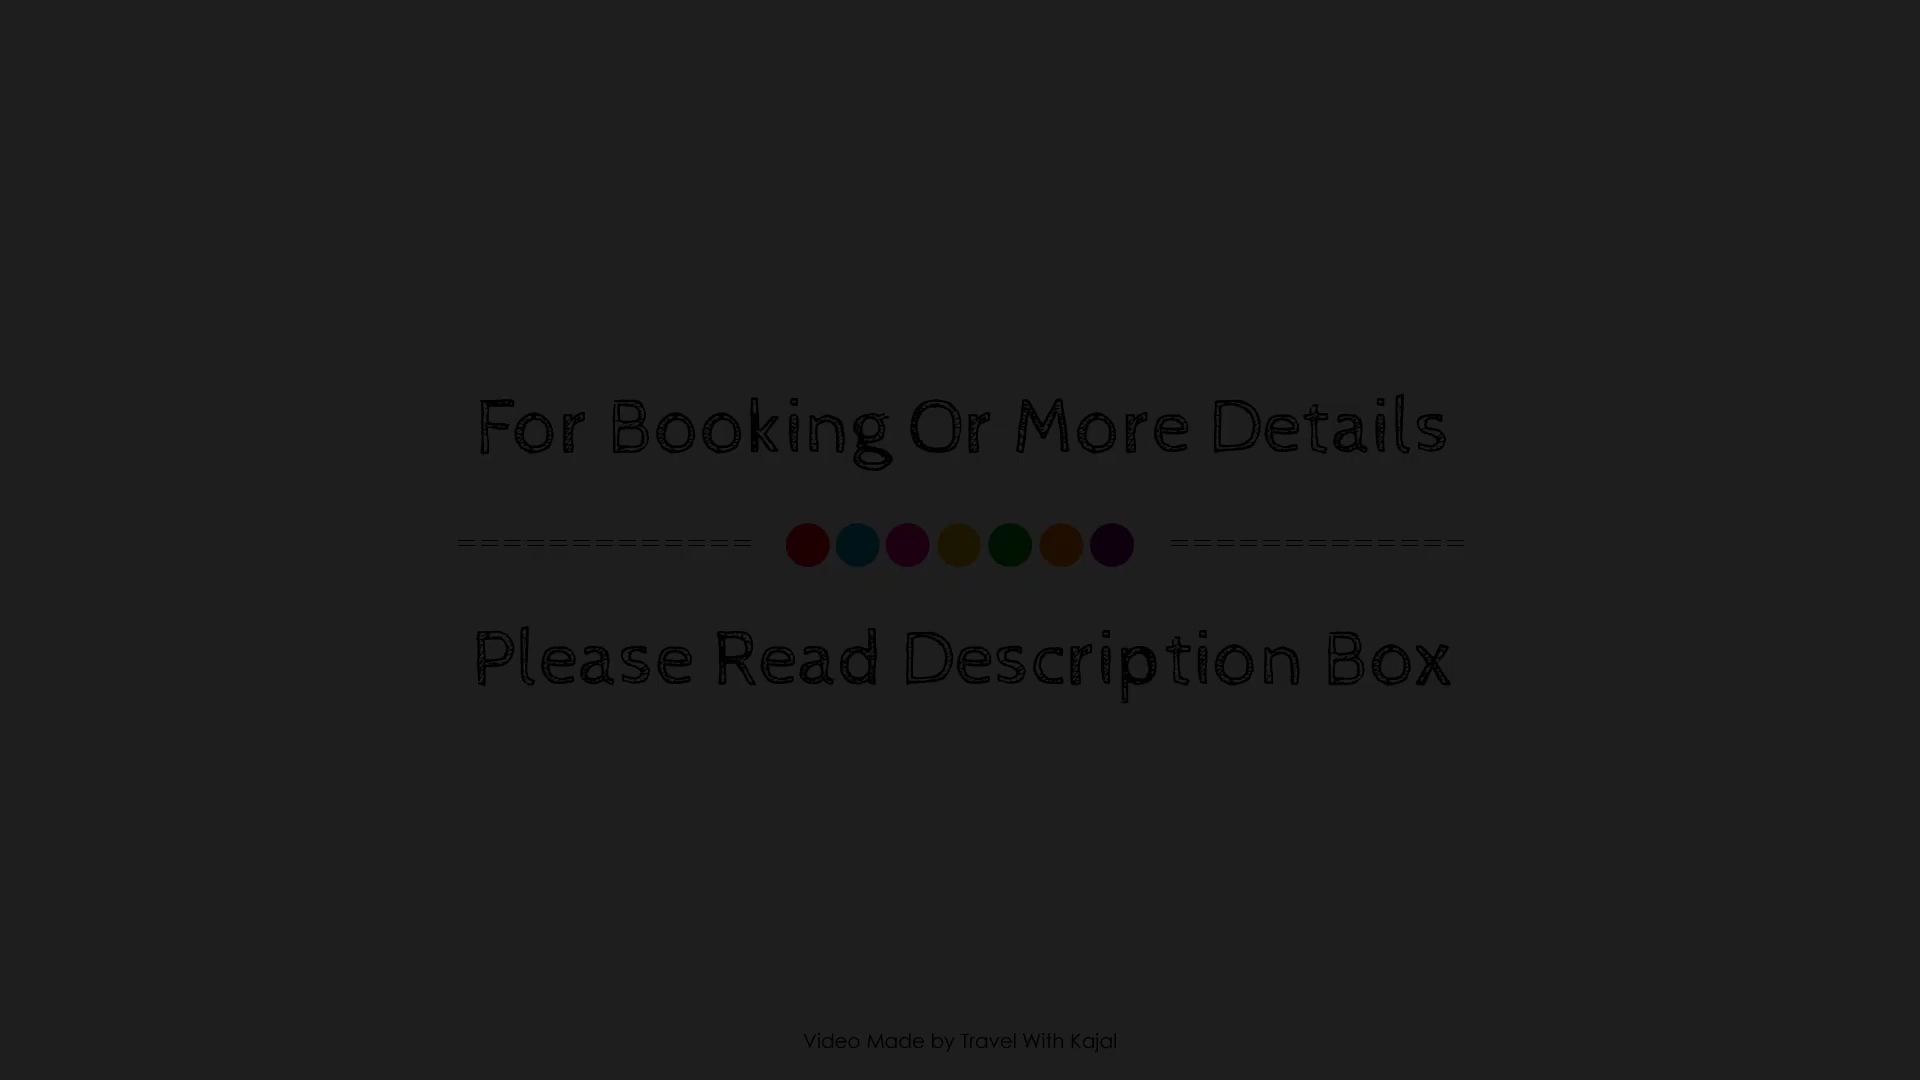 For Booking Or More Details
============= =============
Please Read Description Box
Video Made by Travel With Kajal